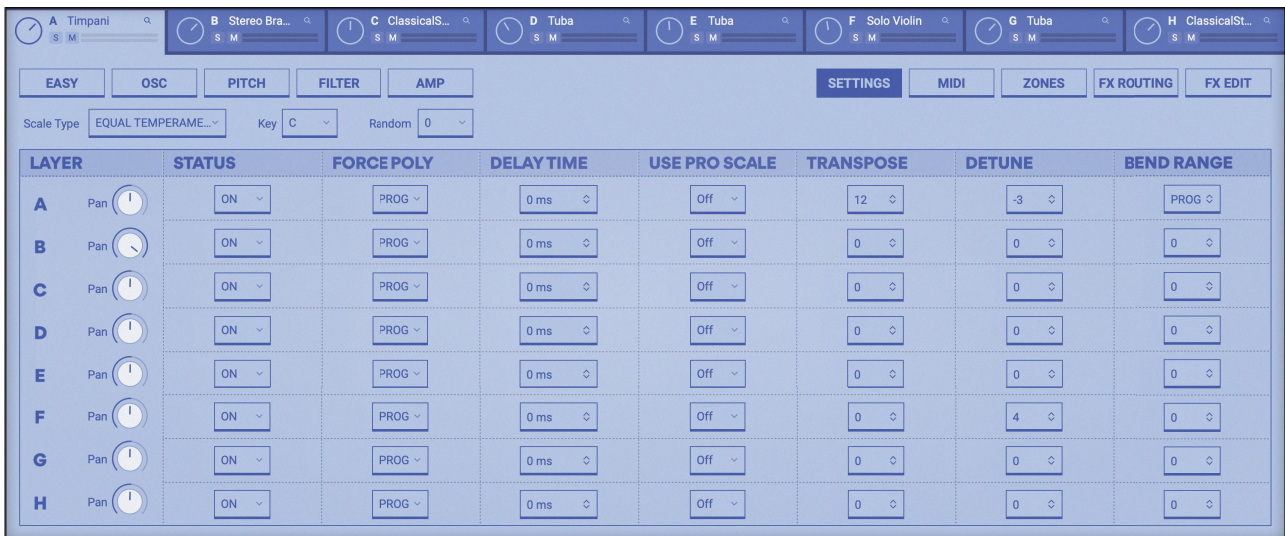 A Timpani B Stereo Bra... C ClassicalS... D Tuba E Tuba F Solo Violin G Tuba H ClassicalSt...
S M S M S M S M S M S M S M S M
EASY OSC PITCH FILTER AMP SETTINGS MIDI ZONES FX ROUTING FX EDIT
Scale Type EQUAL TEMPERAME... Key C Random 0
LAYER STATUS FORCE POLY DELAY TIME USE PRO SCALE TRANSPOSE DETUNE BEND RANGE
A Pan ON PROG 0 ms Off 12 -3 PROG
B Pan ON PROG 0 ms Off 0 0 0
C Pan ON PROG 0 ms Off 0 0 0
D Pan ON PROG 0 ms Off 0 0 0
E Pan ON PROG 0 ms Off 0 0 0
F Pan ON PROG 0 ms Off 0 4 0
G Pan ON PROG 0 ms Off 0 0 0
H Pan ON PROG 0 ms Off 0 0 0